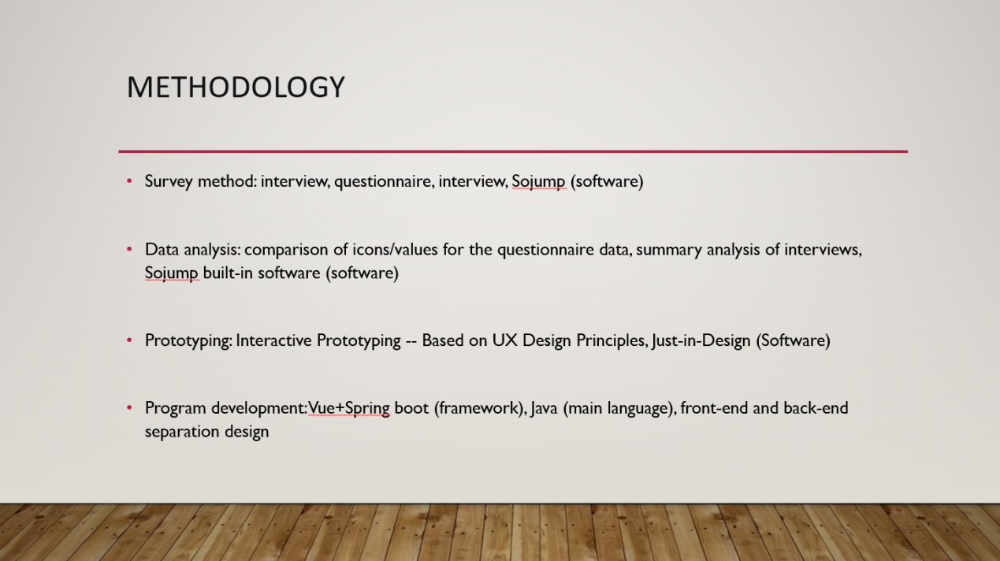 METHODOLOGY
• Survey method: interview, questionnaire, interview, Sojump (software)
• Data analysis: comparison of icons/values for the questionnaire data, summary analysis of interviews,
Sojump built-in software (software)
• Prototyping: Interactive Prototyping -- Based on UX Design Principles, Just-in-Design (Software)
• Program development:Vue+Spring boot (framework), Java (main language), front-end and back-end
separation design